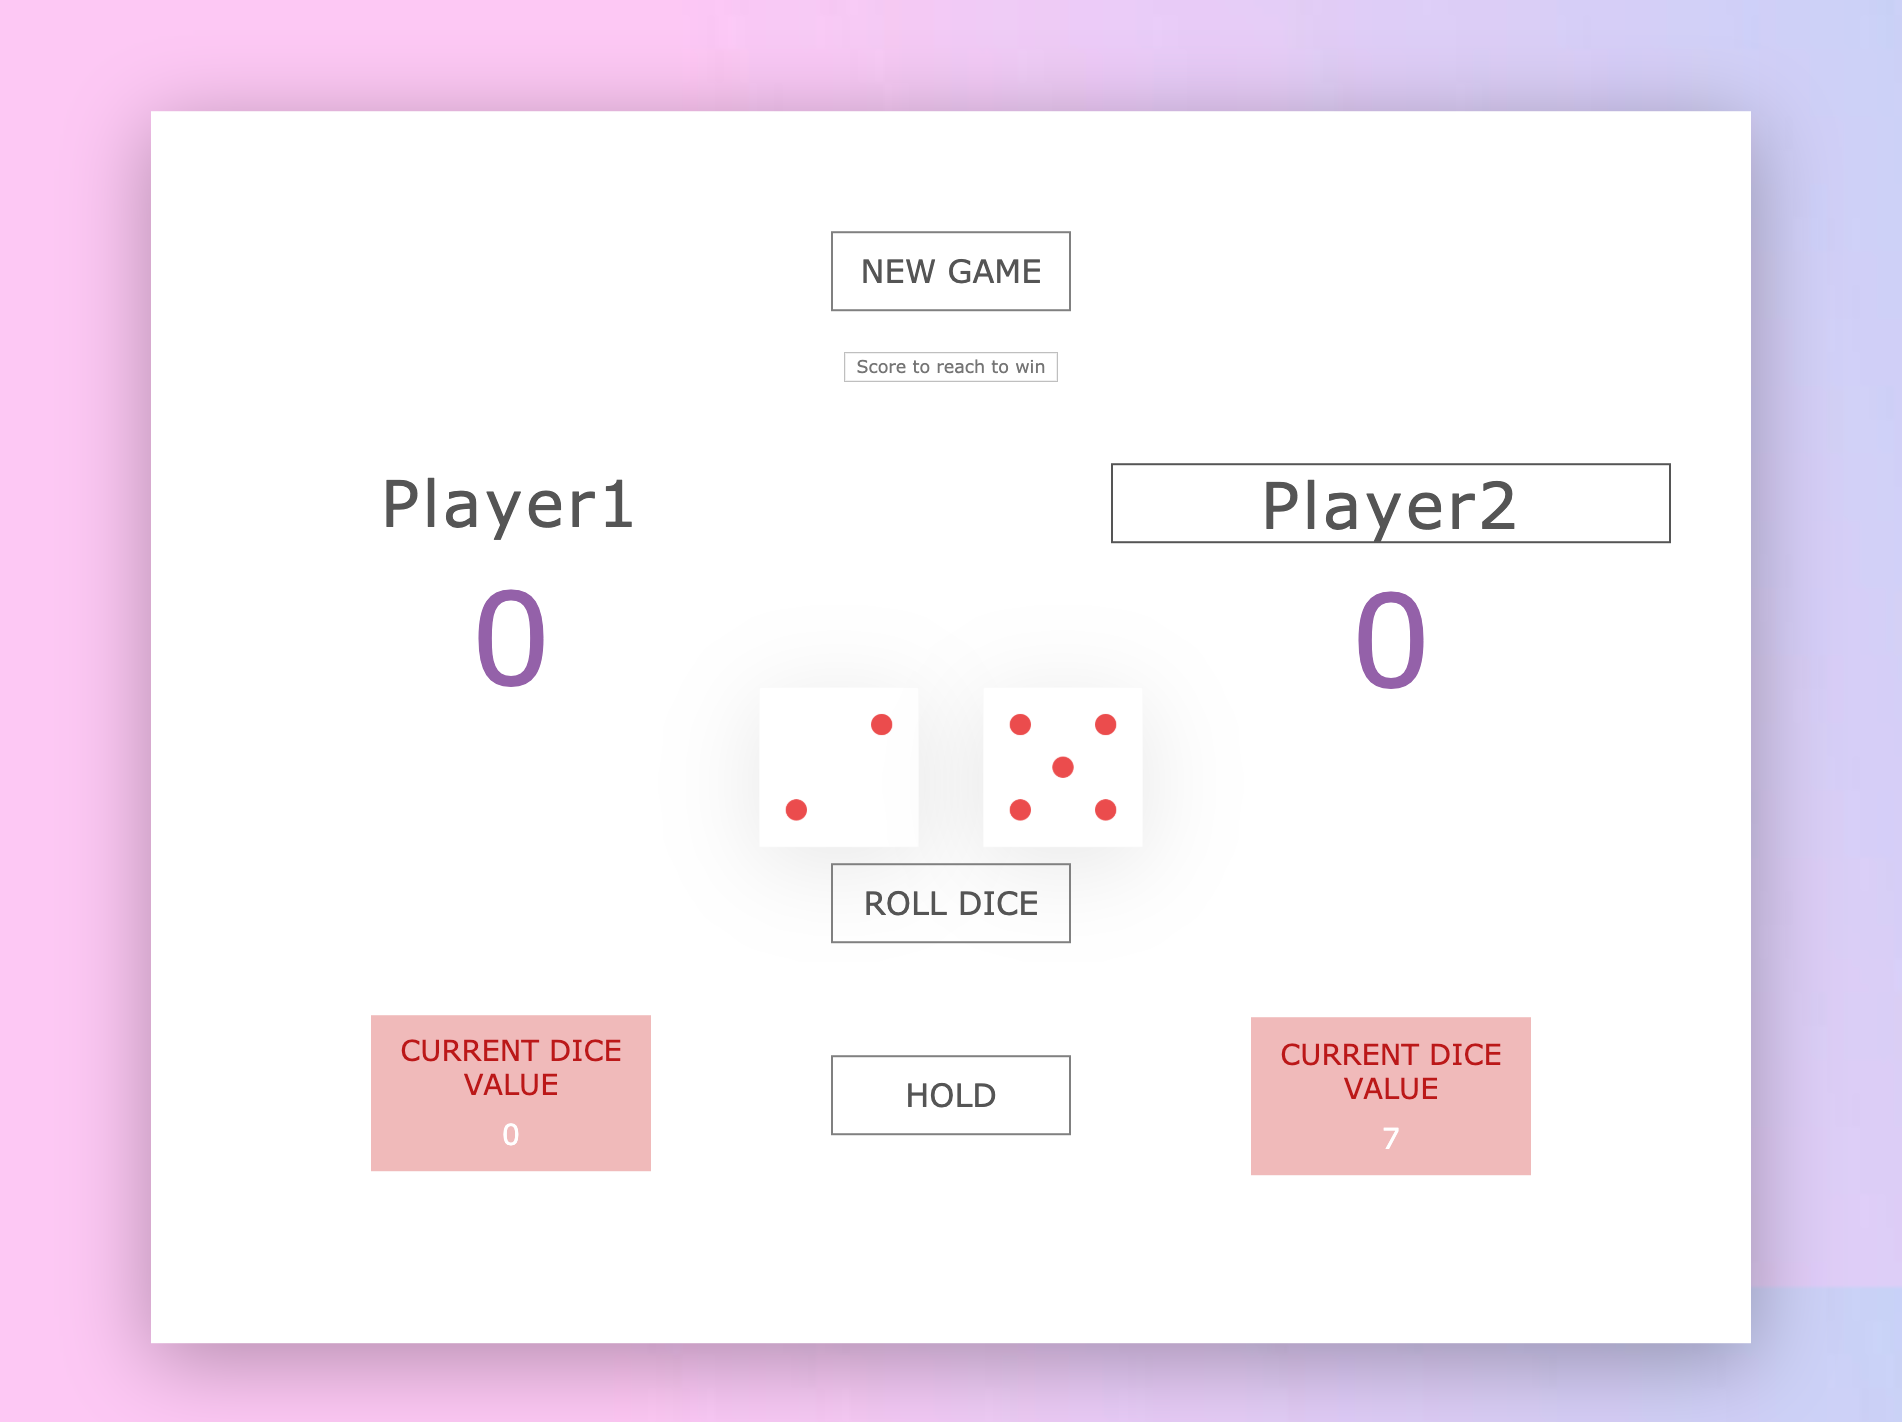 NEW GAME
Score to reach to win
Player1
Player2
0
0
ROLL DICE
CURRENT DICE
VALUE
0
HOLD
CURRENT DICE
VALUE
7